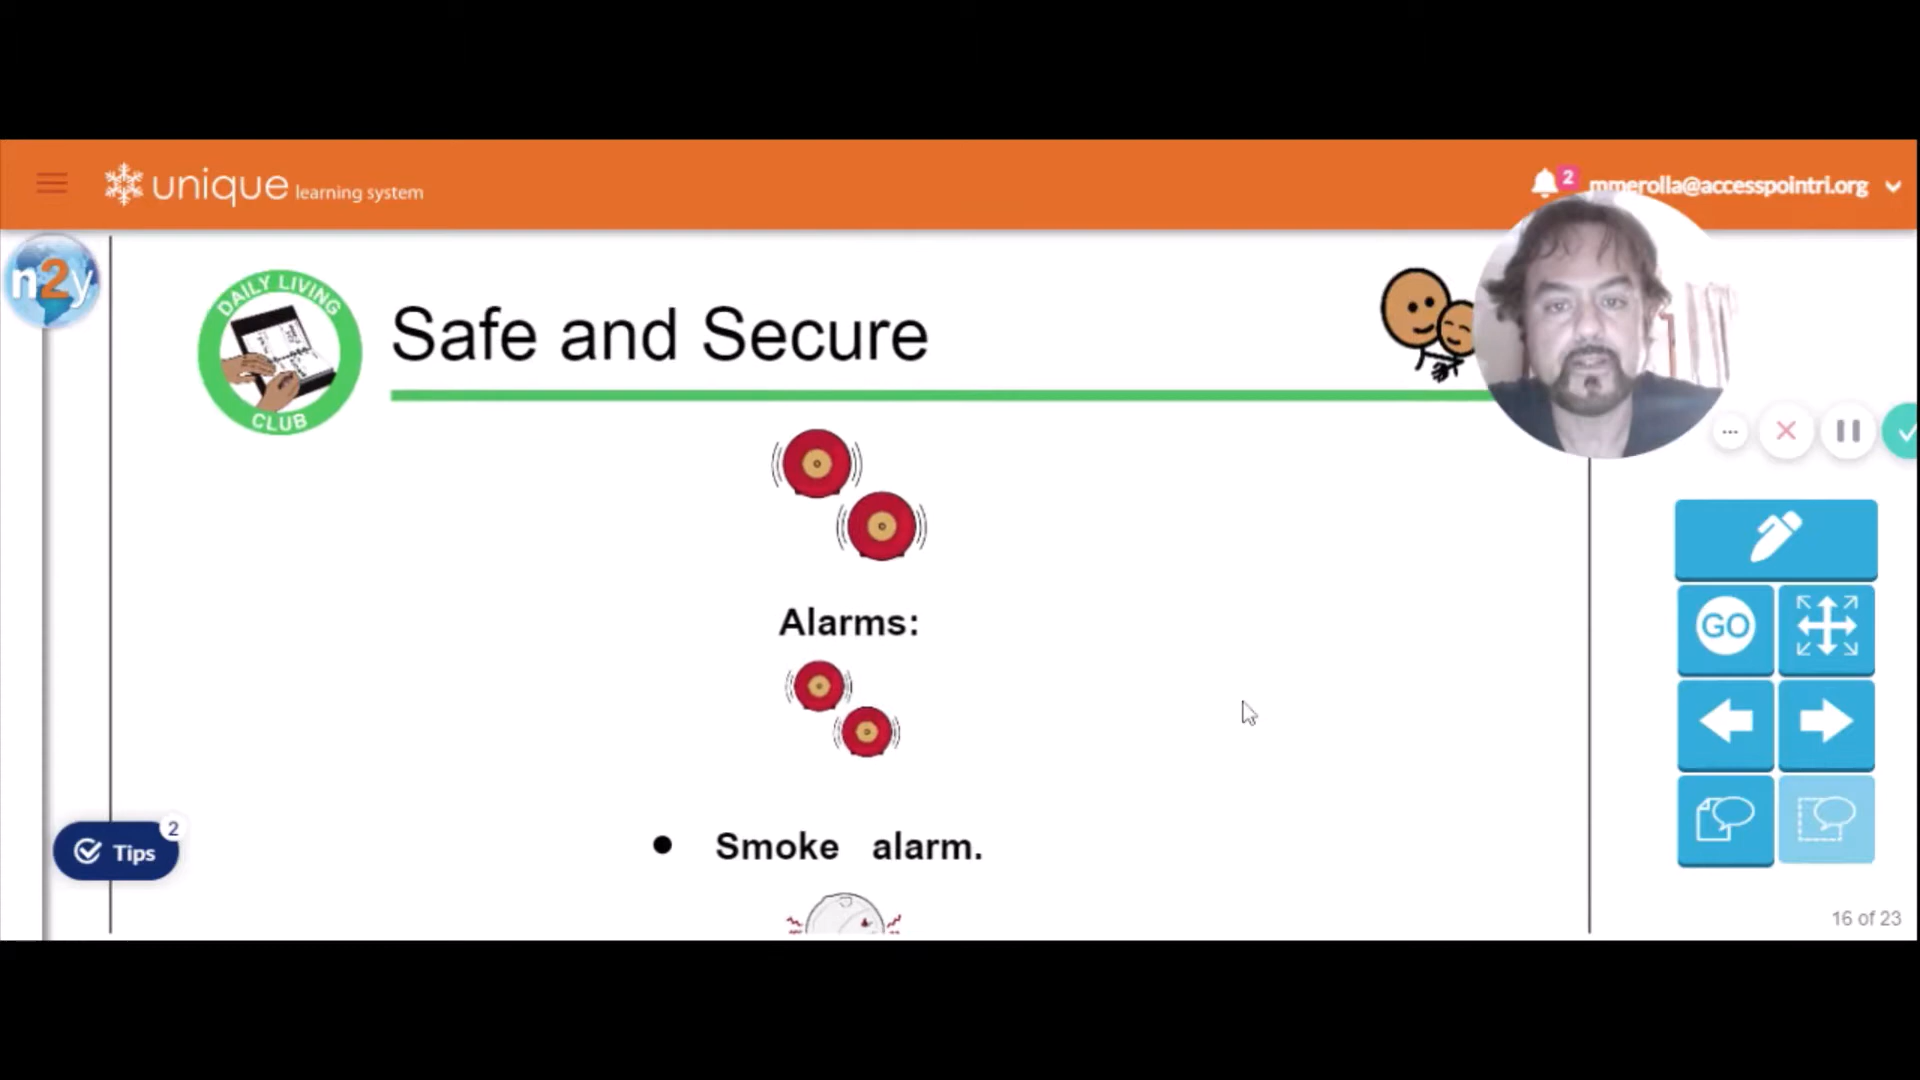 unique learning system
2
mmerolla@accesspointri.org
n2y
DAILY LIVING
CLUB
Safe and Secure
Alarms:
GO
• Smoke alarm.
Tips
2
16 of 23